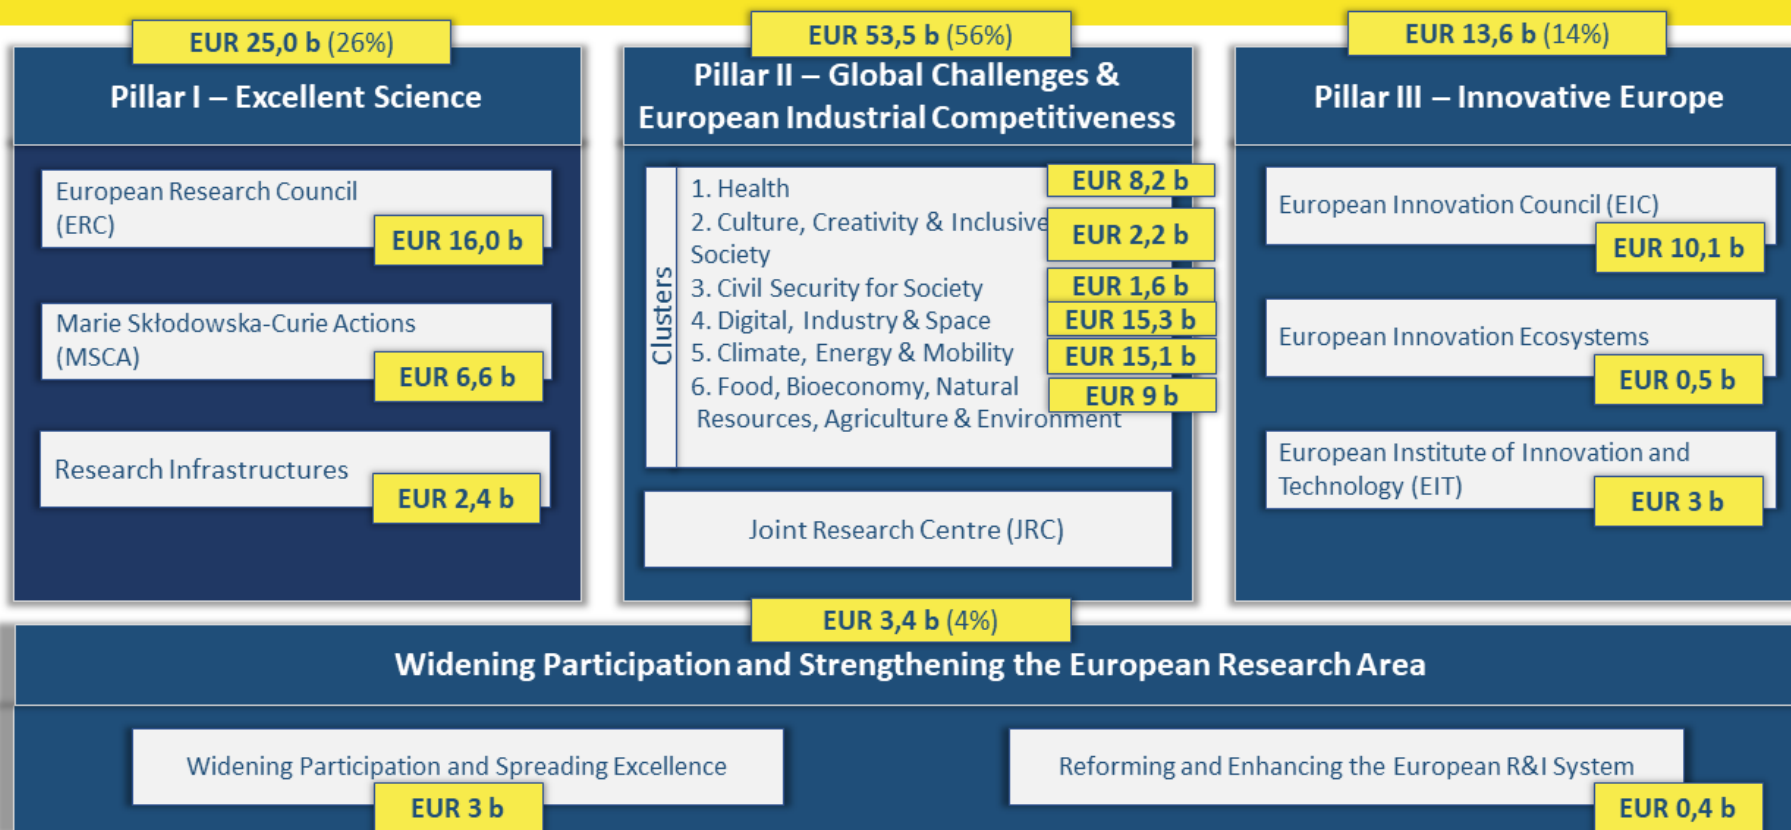 EUR 25,0 b (26%)
Pillar I – Excellent Science
European Research Council
(ERC)
EUR 16,0 b
Marie Skłodowska-Curie Actions
(MSCA)
EUR 6,6 b
Research Infrastructures
EUR 2,4 b
EUR 53,5 b (56%)
Pillar II – Global Challenges &
European Industrial Competitiveness
Clusters
1. Health
EUR 8,2 b
2. Culture, Creativity & Inclusive
Society
EUR 2,2 b
3. Civil Security for Society
EUR 1,6 b
4. Digital, Industry & Space
EUR 15,3 b
5. Climate, Energy & Mobility
EUR 15,1 b
6. Food, Bioeconomy, Natural
Resources, Agriculture & Environment
EUR 9 b
Joint Research Centre (JRC)
EUR 13,6 b (14%)
Pillar III – Innovative Europe
European Innovation Council (EIC)
EUR 10,1 b
European Innovation Ecosystems
EUR 0,5 b
European Institute of Innovation and
Technology (EIT)
EUR 3 b
EUR 3,4 b (4%)
Widening Participation and Strengthening the European Research Area
Widening Participation and Spreading Excellence
EUR 3 b
Reforming and Enhancing the European R&I System
EUR 0,4 b